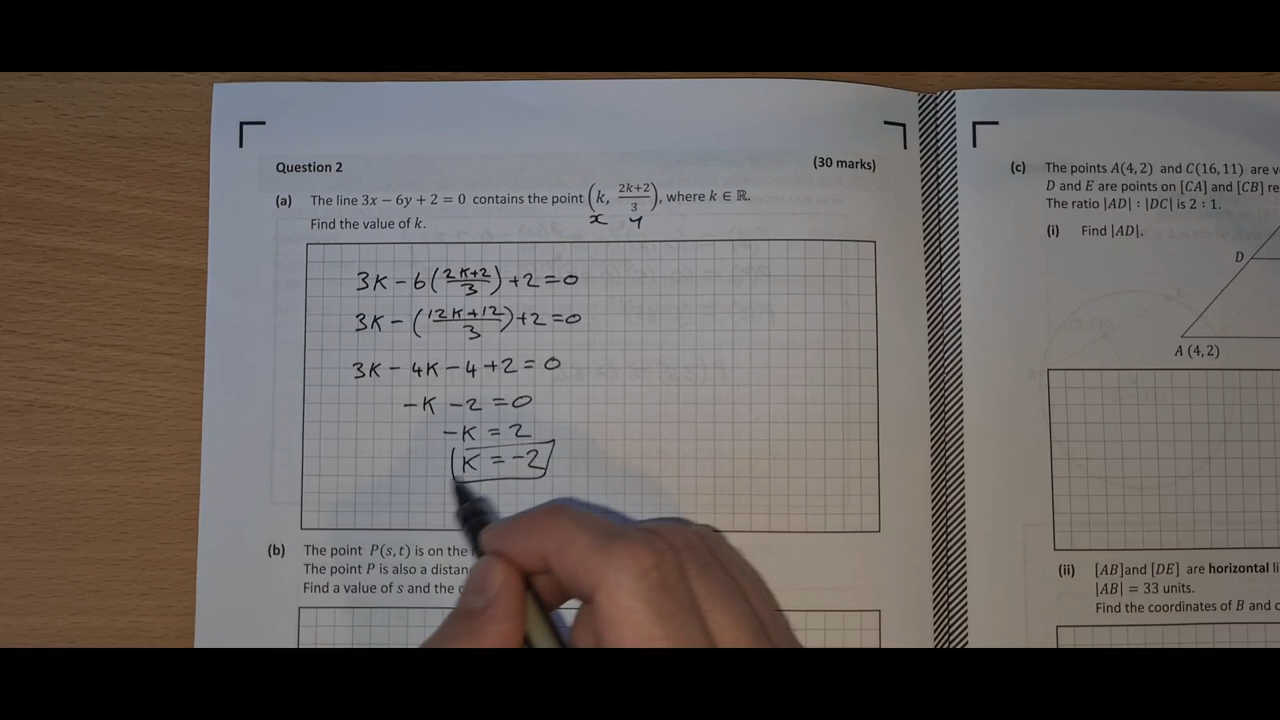 Question 2
(30 marks)
(a) The line 3x − 6y + 2 = 0 contains the point (k, (2k+2)/3), where k ∈ ℝ.
x y
Find the value of k.
3K − 6((2K+2)/3) + 2 = 0
3K − ((12K+12)/3) + 2 = 0
3K − 4K − 4 + 2 = 0
−K − 2 = 0
−K = 2
K = −2
(b) The point P(s, t) is on the
The point P is also a
Find a value of s and the
(c) The points A(4, 2) and C(16, 11) are
D and E are points on [CA] and [CB]
The ratio |AD| : |DC| is 2 : 1.
(i) Find |AD|.
D
A (4, 2)
(ii) [AB]and [DE] are horizontal
|AB| = 33 units.
Find the coordinates of B and